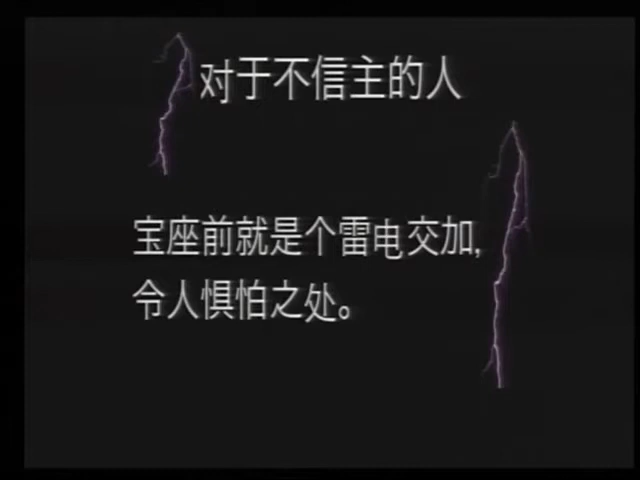 对于不信主的人
宝座前就是个雷电交加,
令人惧怕之处。